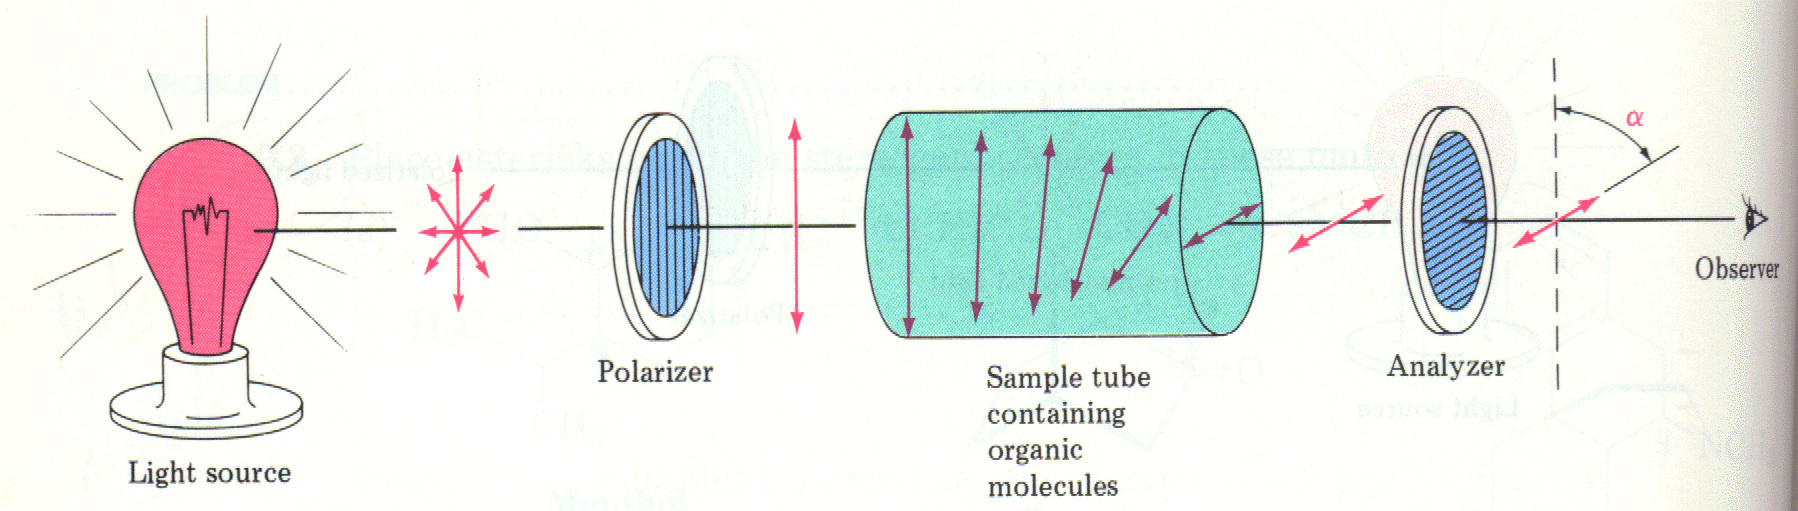 α
Observer
Polarizer
Analyzer
Sample tube
containing
organic
molecules
Light source